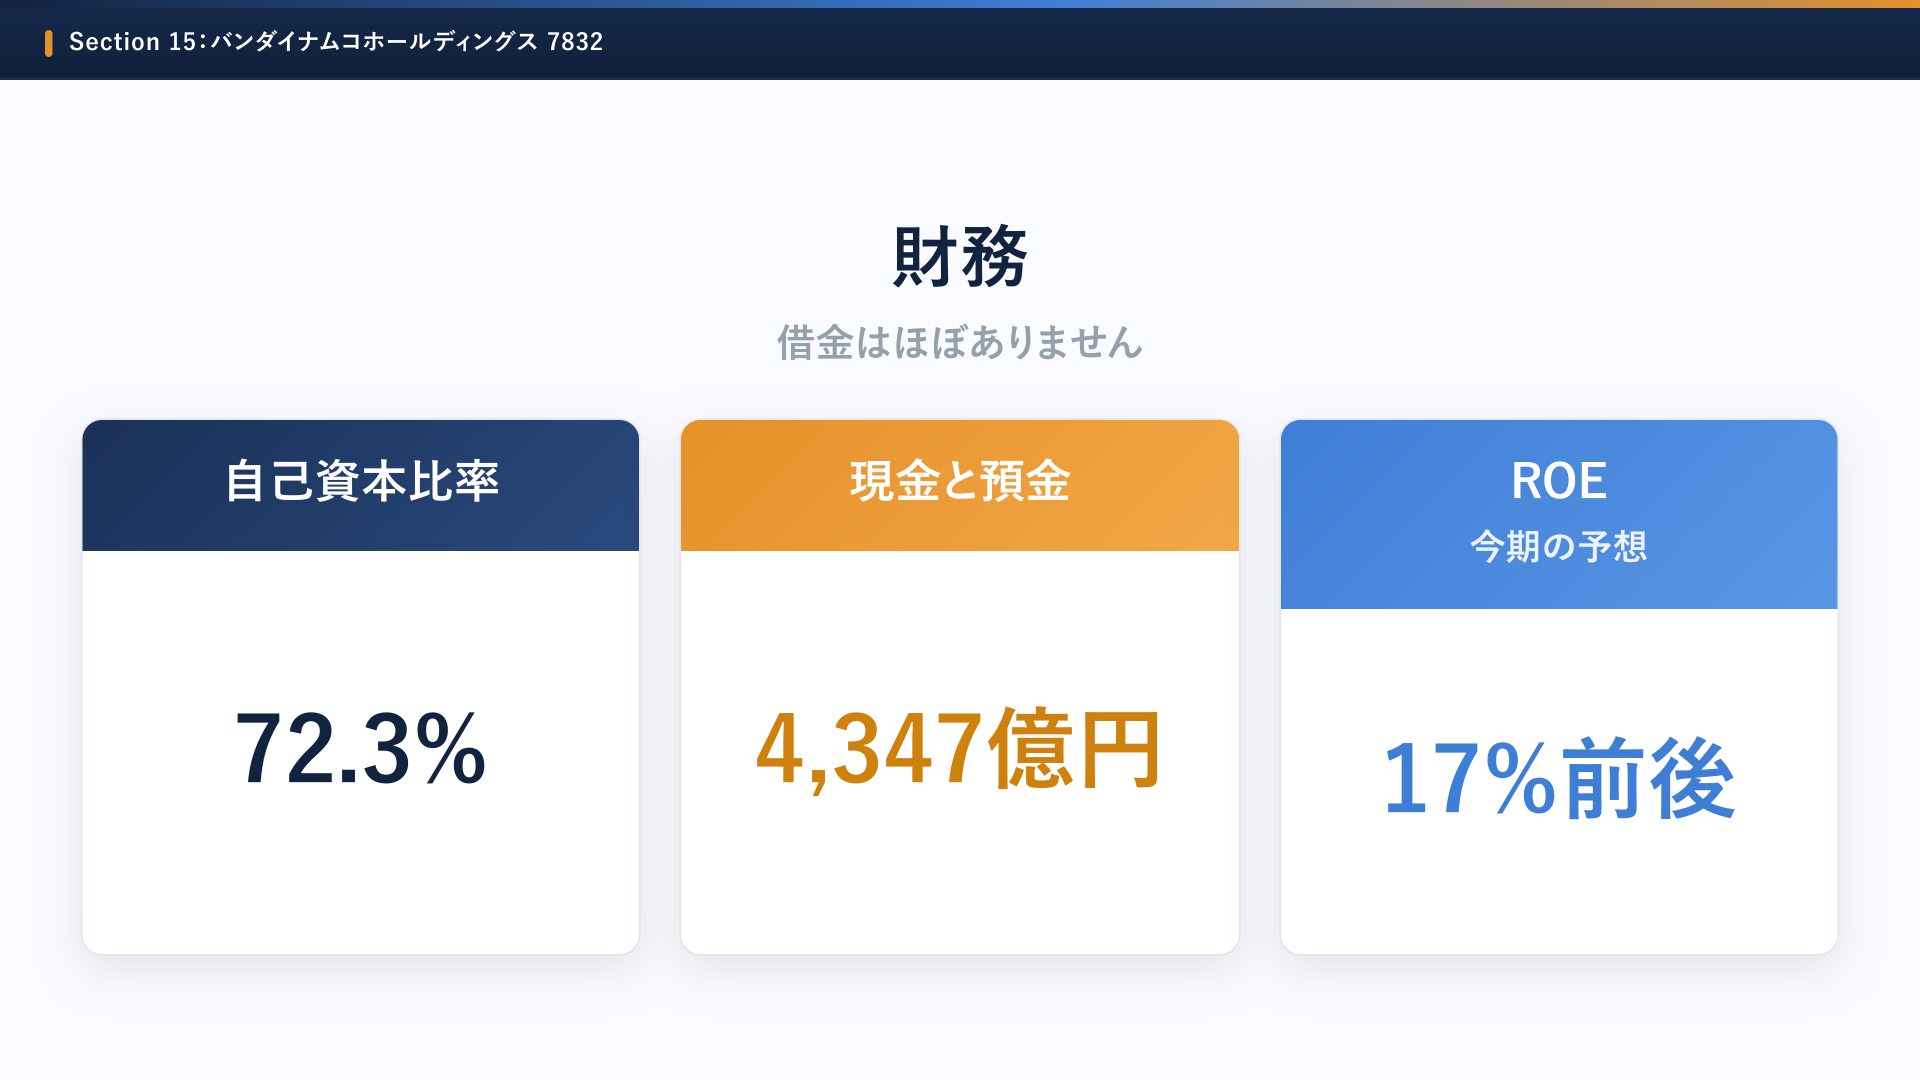 Section 15：バンダイナムコホールディングス 7832
財務
借金はほぼありません
自己資本比率
72.3%
現金と預金
4,347億円
ROE
今期の予想
17%前後